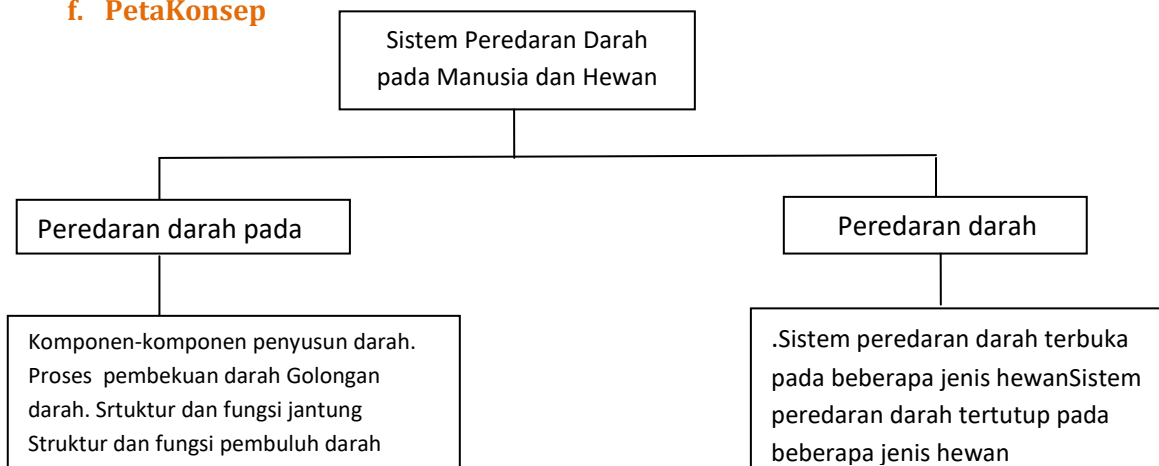 f. PetaKonsep
Sistem Peredaran Darah
pada Manusia dan Hewan
Peredaran darah pada
Peredaran darah
Komponen-komponen penyusun darah.
Proses pembekuan darah Golongan
darah. Srtuktur dan fungsi jantung
Struktur dan fungsi pembuluh darah
.Sistem peredaran darah terbuka
pada beberapa jenis hewanSistem
peredaran darah tertutup pada
beberapa jenis hewan